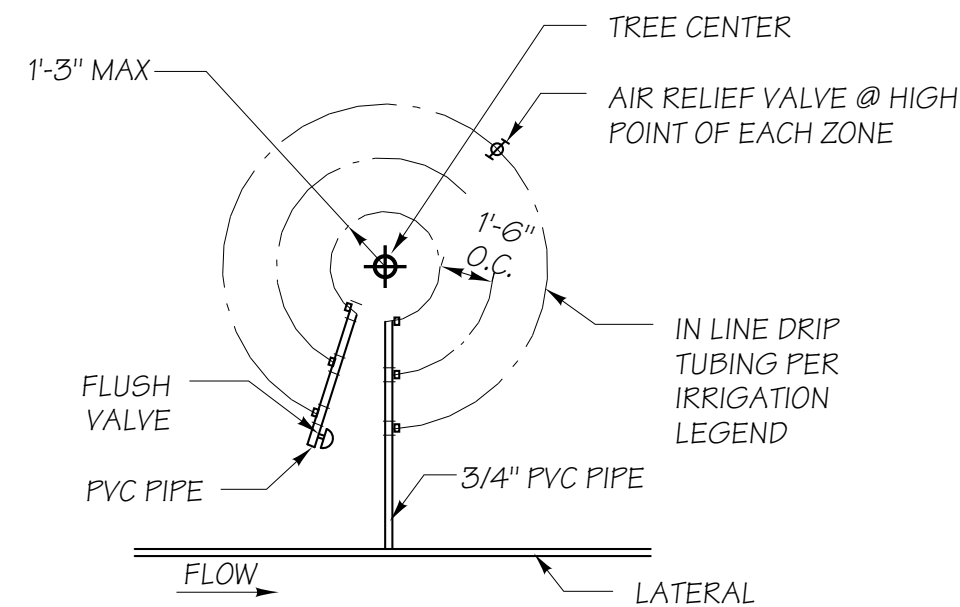 TREE CENTER
1'-3" MAX
AIR RELIEF VALVE @ HIGH
POINT OF EACH ZONE
1'-6"
O.C.
IN LINE DRIP
TUBING PER
IRRIGATION
LEGEND
FLUSH
VALVE
PVC PIPE
3/4" PVC PIPE
FLOW
LATERAL